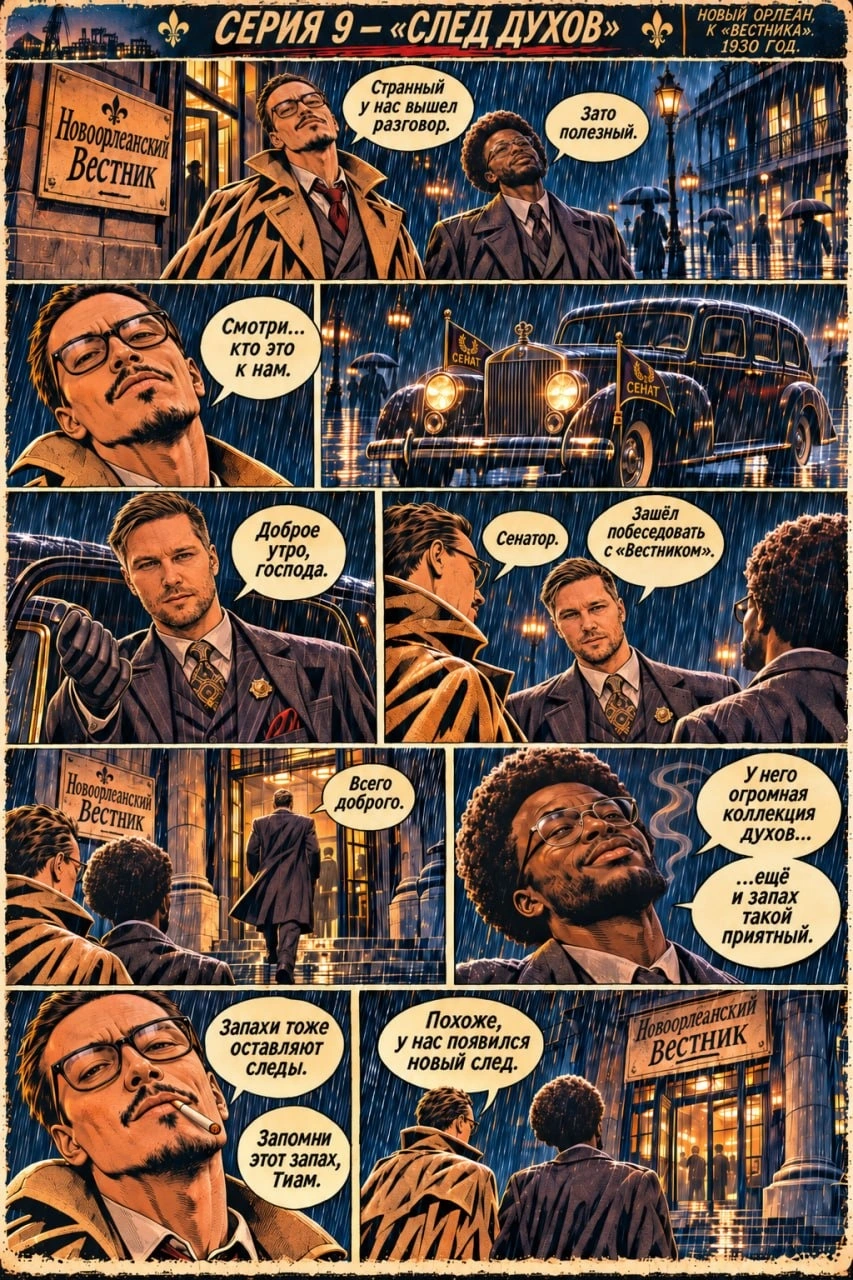 СЕРИЯ 9 – «СЛЕД ДУХОВ»
НОВЫЙ ОРЛЕАН,
К «ВЕСТНИКА».
1930 ГОД.
Новоорлеанский
Вестник
Странный
у нас вышел
разговор.
Зато
полезный.
Смотри...
кто это
к нам.
СЕНАТ
СЕНАТ
Доброе
утро,
господа.
Сенатор.
Зашёл
побеседовать
с «Вестником».
Новоорлеанский
Вестник
Всего
доброго.
У него
огромная
коллекция
духов...
...ещё
и запах
такой
приятный.
Запахи тоже
оставляют
следы.
Запомни
этот запах,
Тиам.
Похоже,
у нас появился
новый след.
Новоорлеанский
Вестник